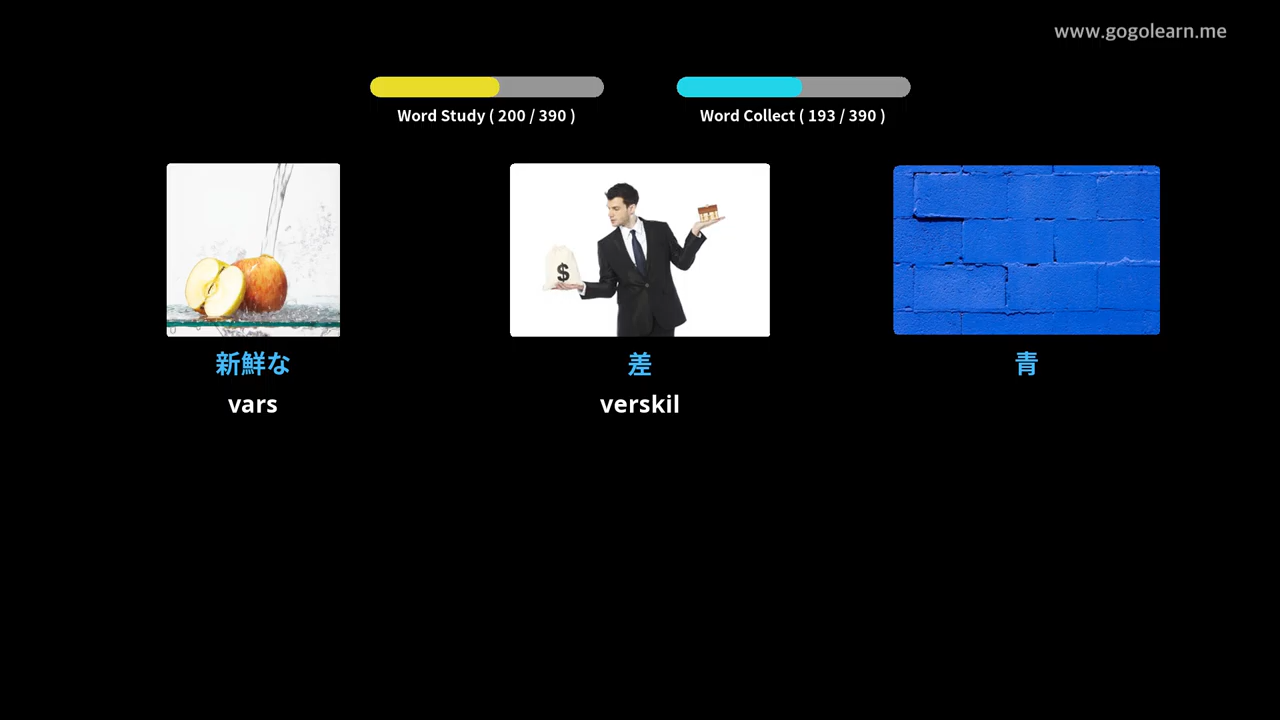 www.gogolearn.me
Word Study ( 200 / 390 )
Word Collect ( 193 / 390 )
$
新鮮な
差
青
vars
verskil